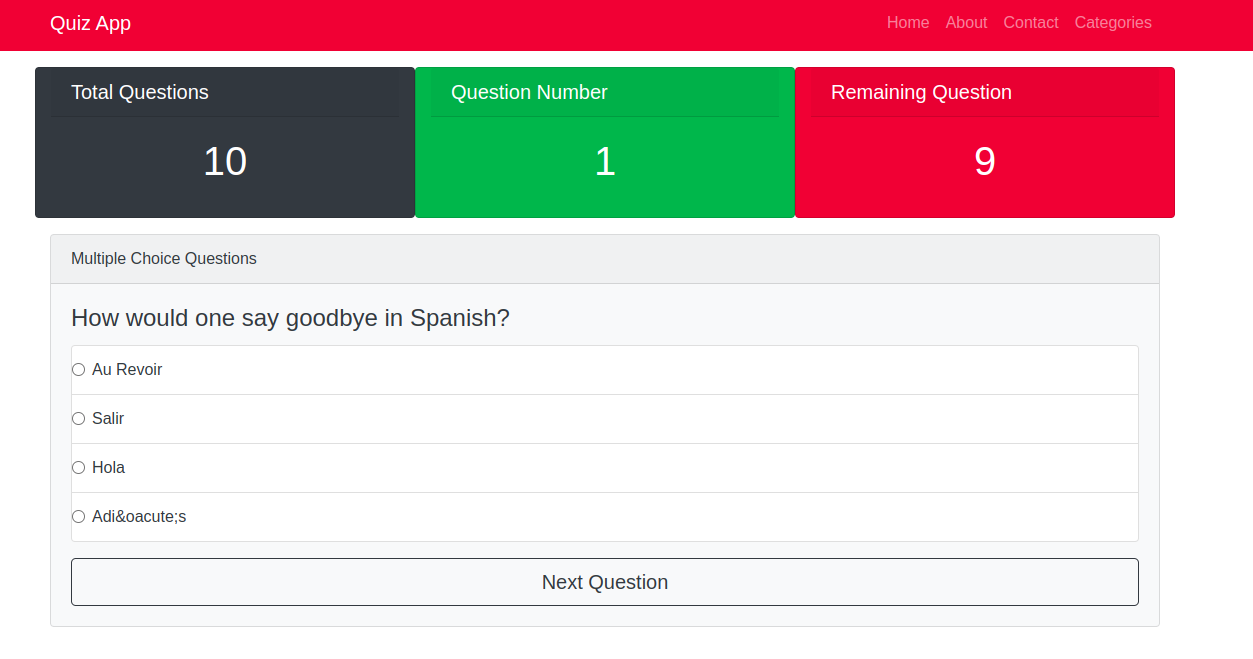 Quiz App
Home About Contact Categories
Total Questions
10
Question Number
1
Remaining Question
9
Multiple Choice Questions
How would one say goodbye in Spanish?
Au Revoir
Salir
Hola
Adi&oacute;s
Next Question